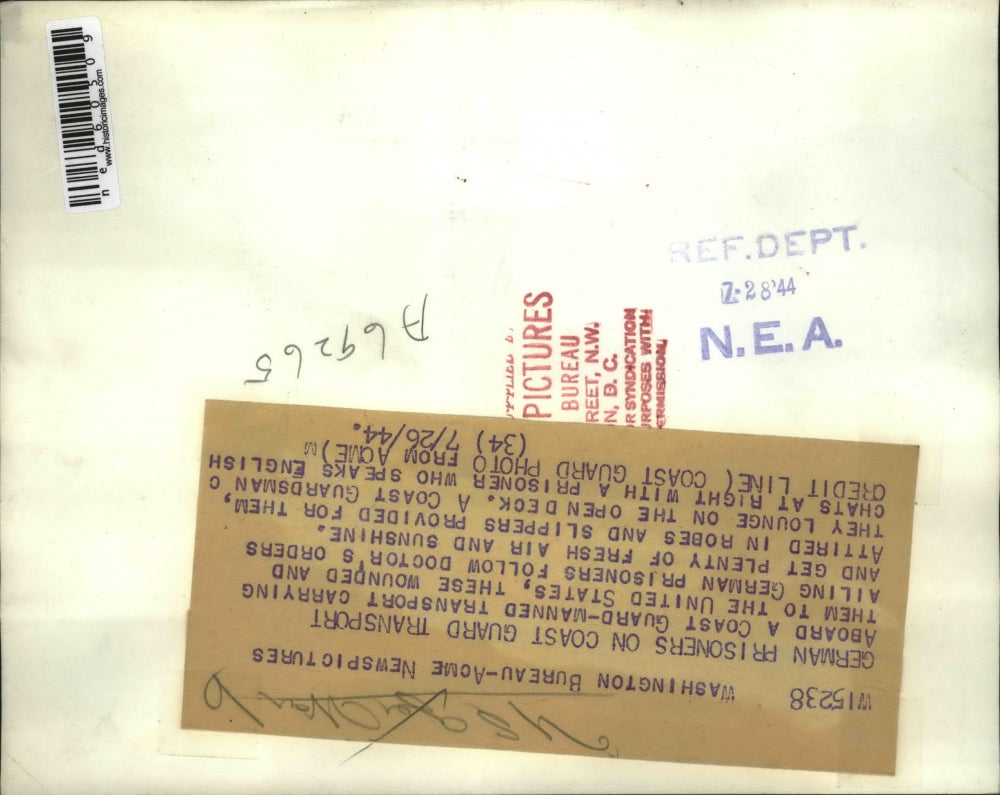 ned60509
www.historicimages.com
REF. DEPT.
7-28'44
N.E.A.
A69265
PICTURES
BUREAU
REET, N.W.
N, D. C.
R SYNDICATION
RPOSES WITH
ERMISSION
W15238 WASHINGTON BUREAU-ACME NEWSPICTURES
GERMAN PRISONERS ON COAST GUARD TRANSPORT
ABOARD A COAST GUARD-MANNED TRANSPORT CARRYING
THEM TO THE UNITED STATES, THESE WOUNDED AND
AILING GERMAN PRISONERS FOLLOW DOCTOR'S ORDERS
AND GET PLENTY OF FRESH AIR AND SUNSHINE.
ATTIRED IN ROBES AND SLIPPERS PROVIDED FOR THEM,
THEY LOUNGE ON THE OPEN DECK. A COAST GUARDSMAN C
CHATS AT RIGHT WITH A PRISONER WHO SPEAKS ENGLISH
CREDIT LINE (COAST GUARD PHOTO FROM ACME) M
(34) 7/26/44.